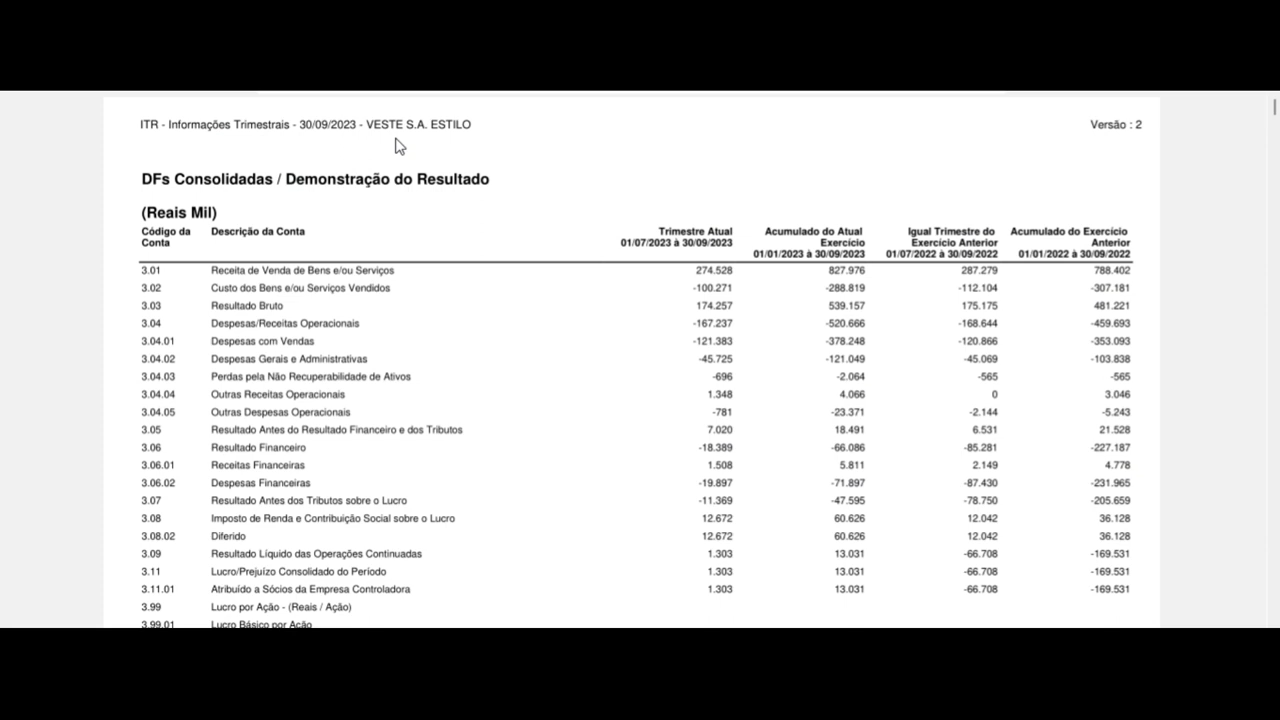 ITR - Informações Trimestrais - 30/09/2023 - VESTE S.A. ESTILO Versão : 2
DFs Consolidadas / Demonstração do Resultado
(Reais Mil)
Código da Conta Descrição da Conta Trimestre Atual 01/07/2023 à 30/09/2023 Acumulado do Atual Exercício 01/01/2023 à 30/09/2023 Igual Trimestre do Exercício Anterior 01/07/2022 à 30/09/2022 Acumulado do Exercício Anterior 01/01/2022 à 30/09/2022
3.01 Receita de Venda de Bens e/ou Serviços 274.528 827.976 287.279 788.402
3.02 Custo dos Bens e/ou Serviços Vendidos -100.271 -288.819 -112.104 -307.181
3.03 Resultado Bruto 174.257 539.157 175.175 481.221
3.04 Despesas/Receitas Operacionais -167.237 -520.666 -168.644 -459.693
3.04.01 Despesas com Vendas -121.383 -378.248 -120.866 -353.093
3.04.02 Despesas Gerais e Administrativas -45.725 -121.049 -45.069 -103.838
3.04.03 Perdas pela Não Recuperabilidade de Ativos -696 -2.064 -565 -565
3.04.04 Outras Receitas Operacionais 1.348 4.066 0 3.046
3.04.05 Outras Despesas Operacionais -781 -23.371 -2.144 -5.243
3.05 Resultado Antes do Resultado Financeiro e dos Tributos 7.020 18.491 6.531 21.528
3.06 Resultado Financeiro -18.389 -66.086 -85.281 -227.187
3.06.01 Receitas Financeiras 1.508 5.811 2.149 4.778
3.06.02 Despesas Financeiras -19.897 -71.897 -87.430 -231.965
3.07 Resultado Antes dos Tributos sobre o Lucro -11.369 -47.595 -78.750 -205.659
3.08 Imposto de Renda e Contribuição Social sobre o Lucro 12.672 60.626 12.042 36.128
3.08.02 Diferido 12.672 60.626 12.042 36.128
3.09 Resultado Líquido das Operações Continuadas 1.303 13.031 -66.708 -169.531
3.11 Lucro/Prejuízo Consolidado do Período 1.303 13.031 -66.708 -169.531
3.11.01 Atribuído a Sócios da Empresa Controladora 1.303 13.031 -66.708 -169.531
3.99 Lucro por Ação - (Reais / Ação)
3.99.01 Lucro Básico por Ação